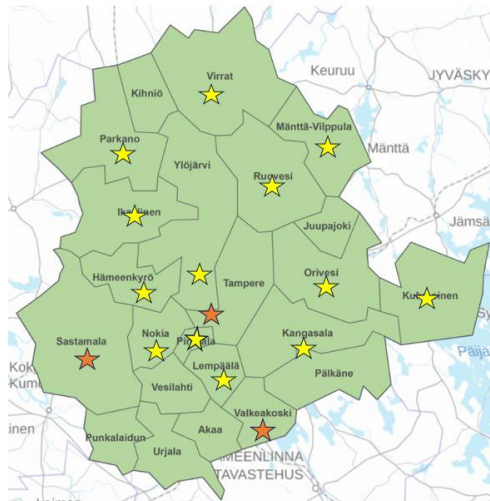 Virrat
Keuruu
JYVÄSKY
Kihniö
Mänttä-Vilppula
Parkano
Mänttä
Ylöjärvi
Ruovesi
Juupajoki
Jämsä
Hämeenkyrö
Tampere
Orivesi
Sastamala
Nokia
Kangasala
Lempäälä
Pälkäne
Vesilahti
Valkeakoski
Akaa
Punkalaidun
Urjala
TAVASTEHUS